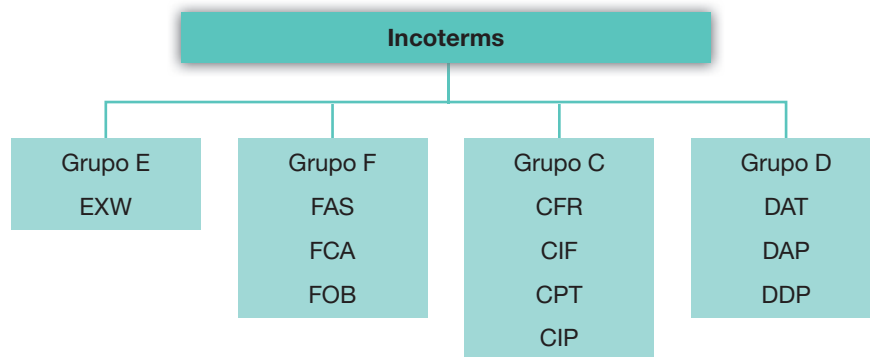 Incoterms
Grupo E
EXW
Grupo F
FAS
FCA
FOB
Grupo C
CFR
CIF
CPT
CIP
Grupo D
DAT
DAP
DDP